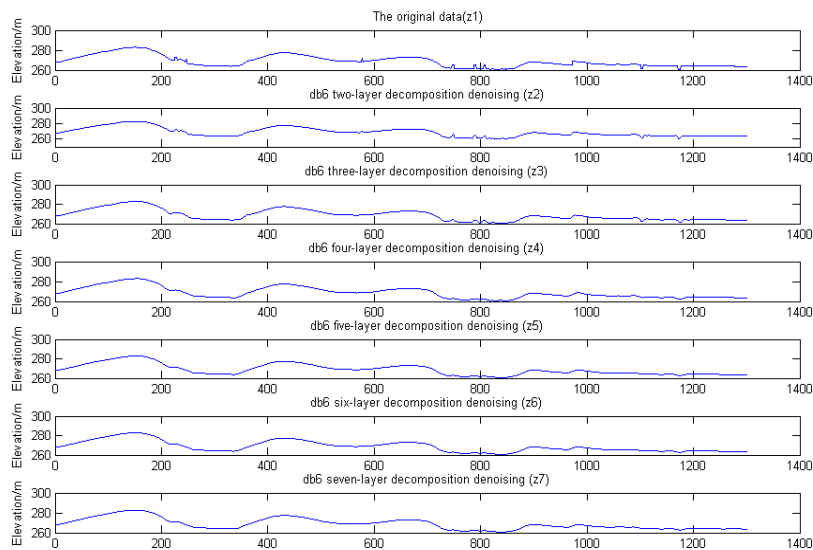 The original data(z1)
300
280
260
Elevation/m
0 200 400 600 800 1000 1200 1400
db6 two-layer decomposition denoising (z2)
300
280
260
Elevation/m
0 200 400 600 800 1000 1200 1400
db6 three-layer decomposition denoising (z3)
300
280
260
Elevation/m
0 200 400 600 800 1000 1200 1400
db6 four-layer decomposition denoising (z4)
300
280
260
Elevation/m
0 200 400 600 800 1000 1200 1400
db6 five-layer decomposition denoising (z5)
300
280
260
Elevation/m
0 200 400 600 800 1000 1200 1400
db6 six-layer decomposition denoising (z6)
300
280
260
Elevation/m
0 200 400 600 800 1000 1200 1400
db6 seven-layer decomposition denoising (z7)
300
280
260
Elevation/m
0 200 400 600 800 1000 1200 1400